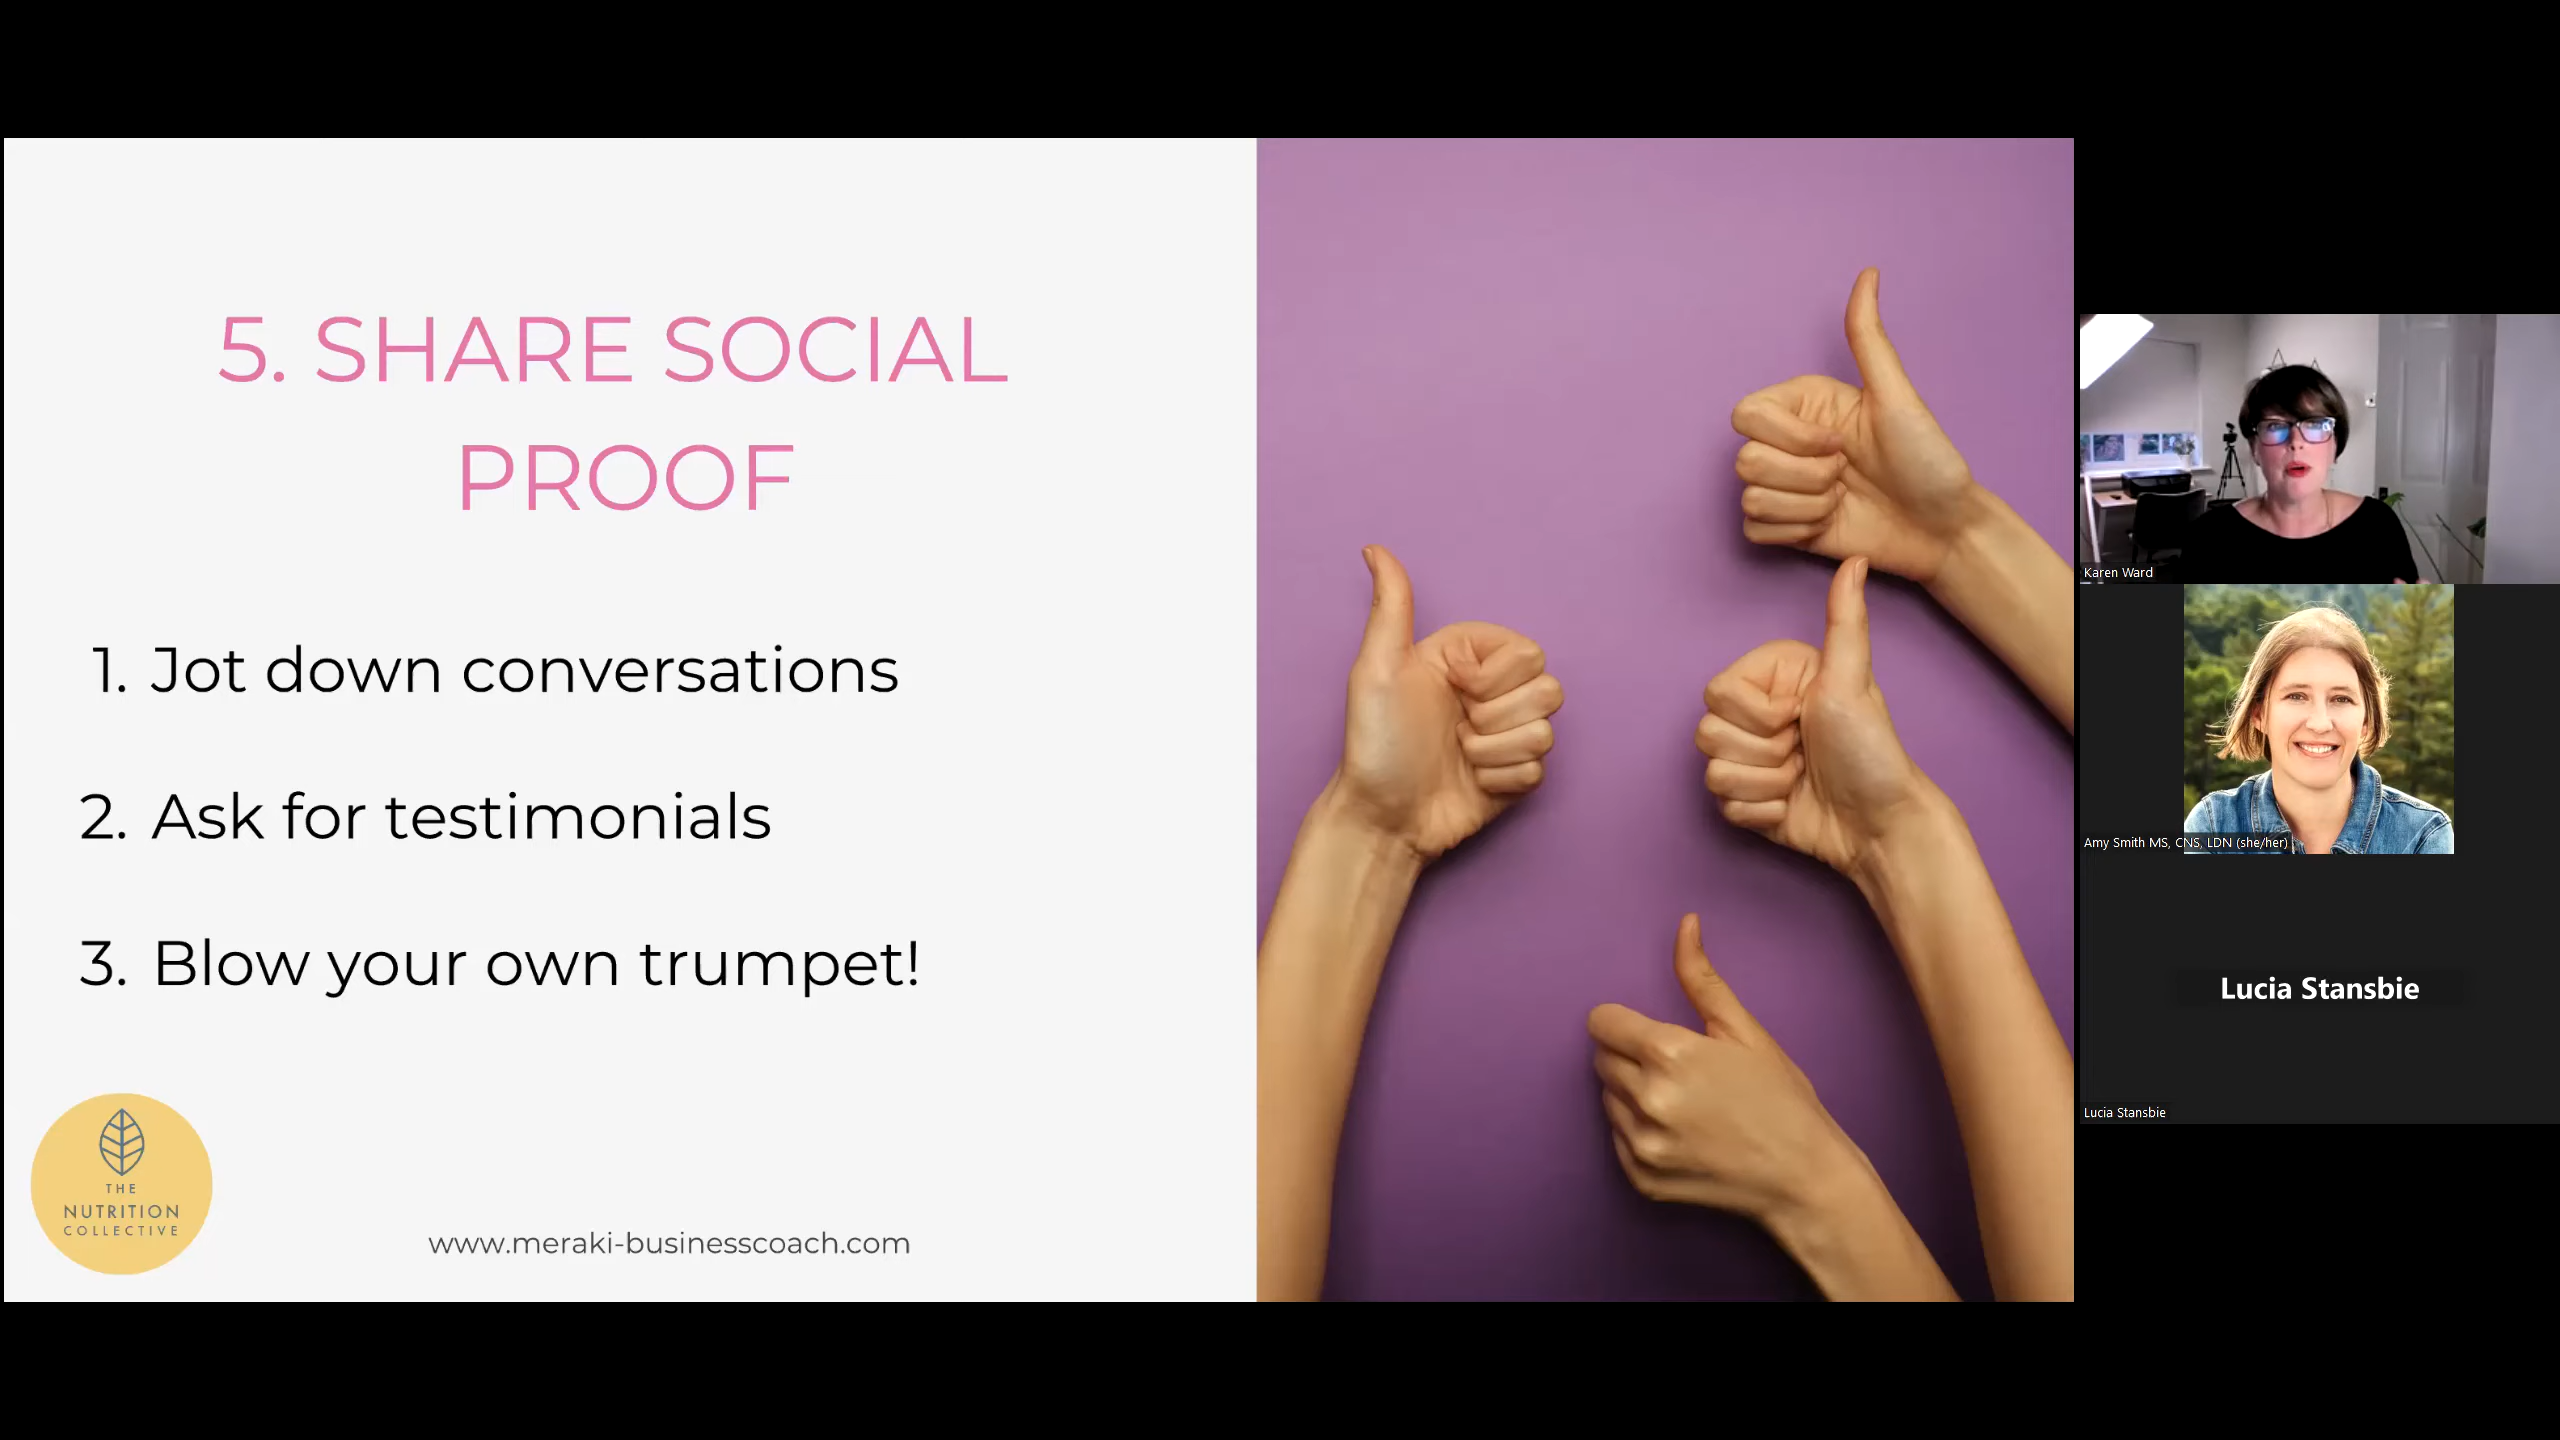 5. SHARE SOCIAL
PROOF
1. Jot down conversations
2. Ask for testimonials
3. Blow your own trumpet!
THE
NUTRITION
COLLECTIVE
www.meraki-businesscoach.com
Karen Ward
Amy Smith MS, CNS, LDN (she/her)
Lucia Stansbie
Lucia Stansbie